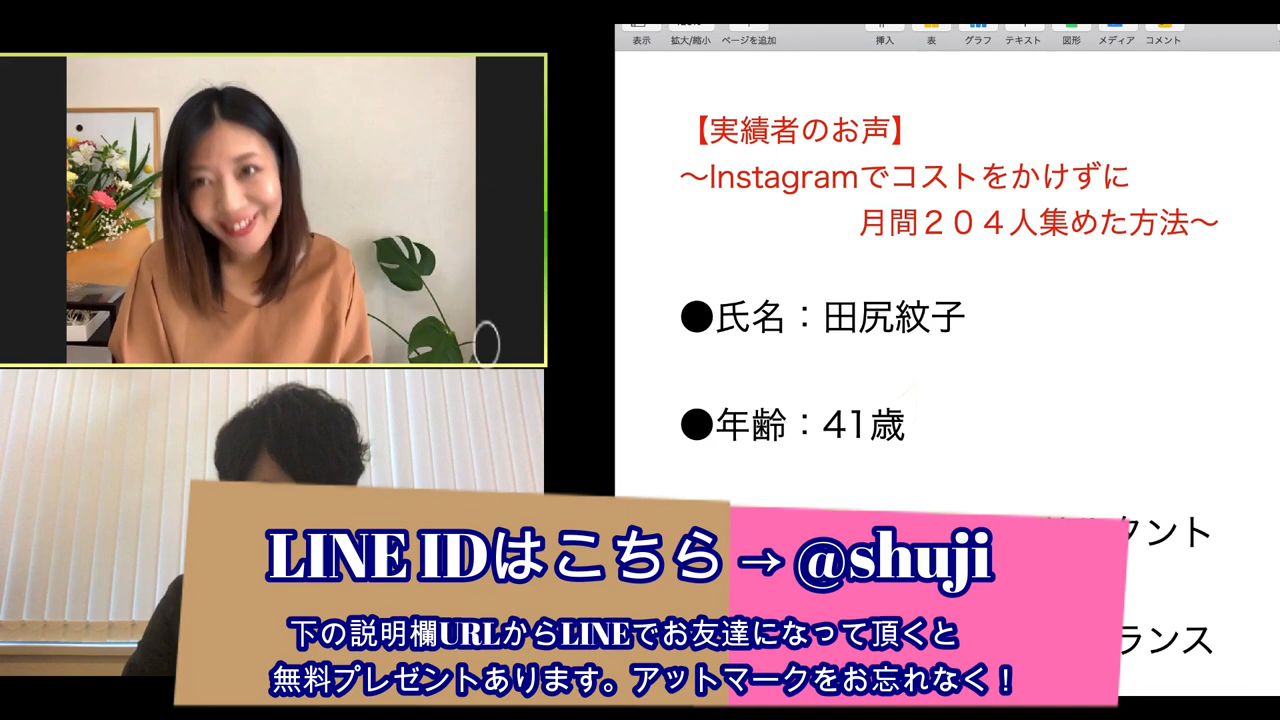 表示 拡大/縮小 ページを追加 挿入 表 グラフ テキスト 図形 メディア コメント
【実績者のお声】
〜Instagramでコストをかけずに
月間204人集めた方法〜
●氏名：田尻紋子
●年齢：41歳
タント
ランス
LINE IDはこちら→@shuji
下の説明欄URLからLINEでお友達になって頂くと
無料プレゼントあります。アットマークをお忘れなく！